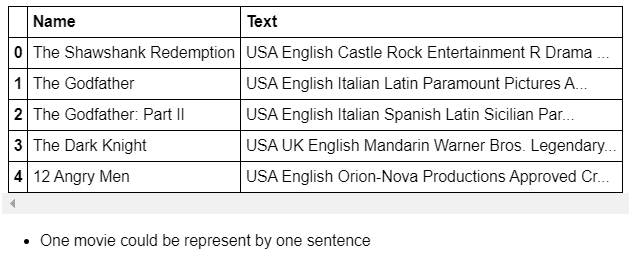 Name Text
0 The Shawshank Redemption USA English Castle Rock Entertainment R Drama ...
1 The Godfather USA English Italian Latin Paramount Pictures A...
2 The Godfather: Part II USA English Italian Spanish Latin Sicilian Par...
3 The Dark Knight USA UK English Mandarin Warner Bros. Legendary...
4 12 Angry Men USA English Orion-Nova Productions Approved Cr...
• One movie could be represent by one sentence